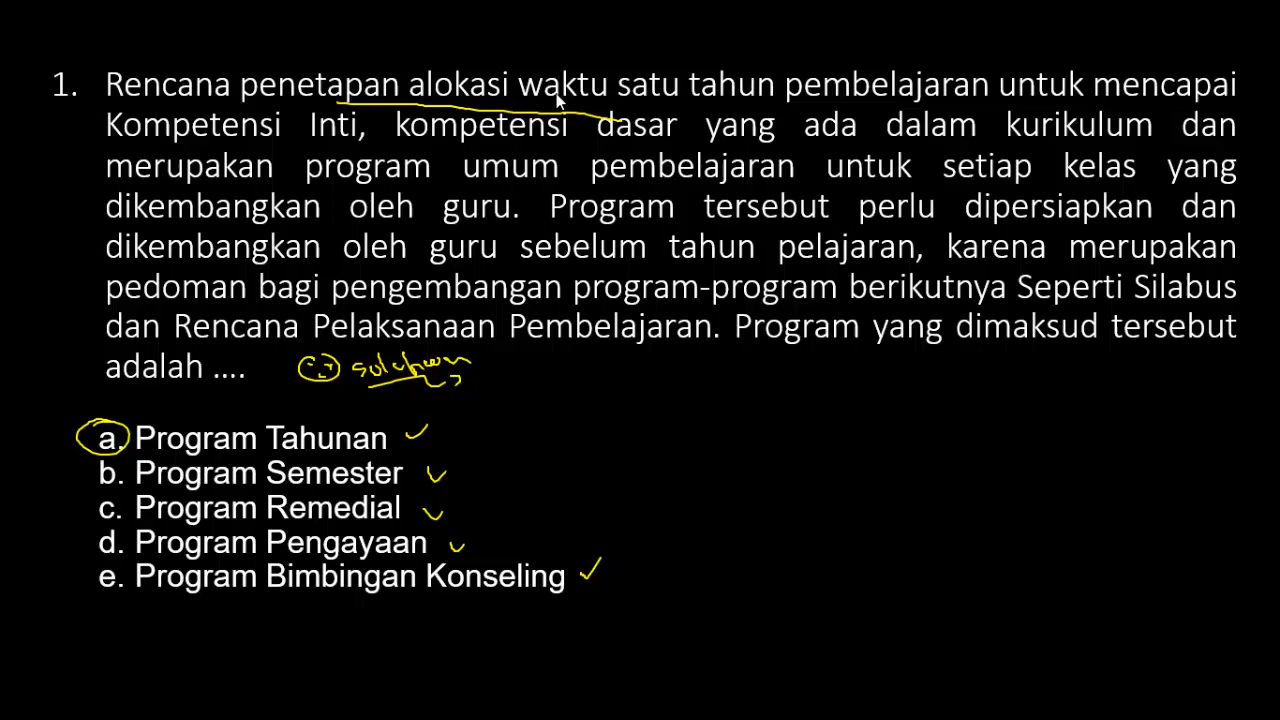 1. Rencana penetapan alokasi waktu satu tahun pembelajaran untuk mencapai
Kompetensi Inti, kompetensi dasar yang ada dalam kurikulum dan
merupakan program umum pembelajaran untuk setiap kelas yang
dikembangkan oleh guru. Program tersebut perlu dipersiapkan dan
dikembangkan oleh guru sebelum tahun pelajaran, karena merupakan
pedoman bagi pengembangan program-program berikutnya Seperti Silabus
dan Rencana Pelaksanaan Pembelajaran. Program yang dimaksud tersebut
adalah ....
a. Program Tahunan
b. Program Semester
c. Program Remedial
d. Program Pengayaan
e. Program Bimbingan Konseling